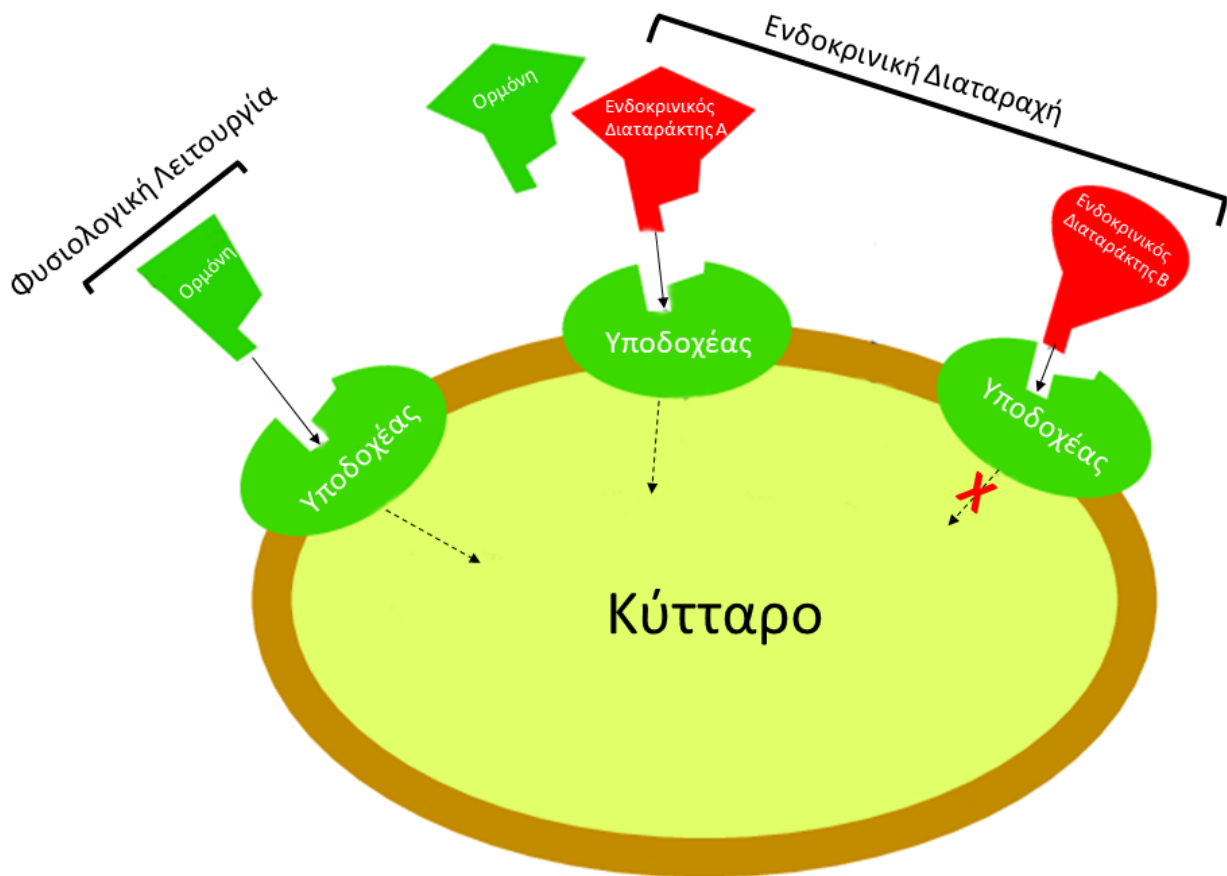 Φυσιολογική Λειτουργία
Ορμόνη
Υποδοχέας
Ενδοκρινική Διαταραχή
Ορμόνη
Ενδοκρινικός
Διαταράκτης Α
Υποδοχέας
Ενδοκρινικός
Διαταράκτης Β
Υποδοχέας
Κύτταρο